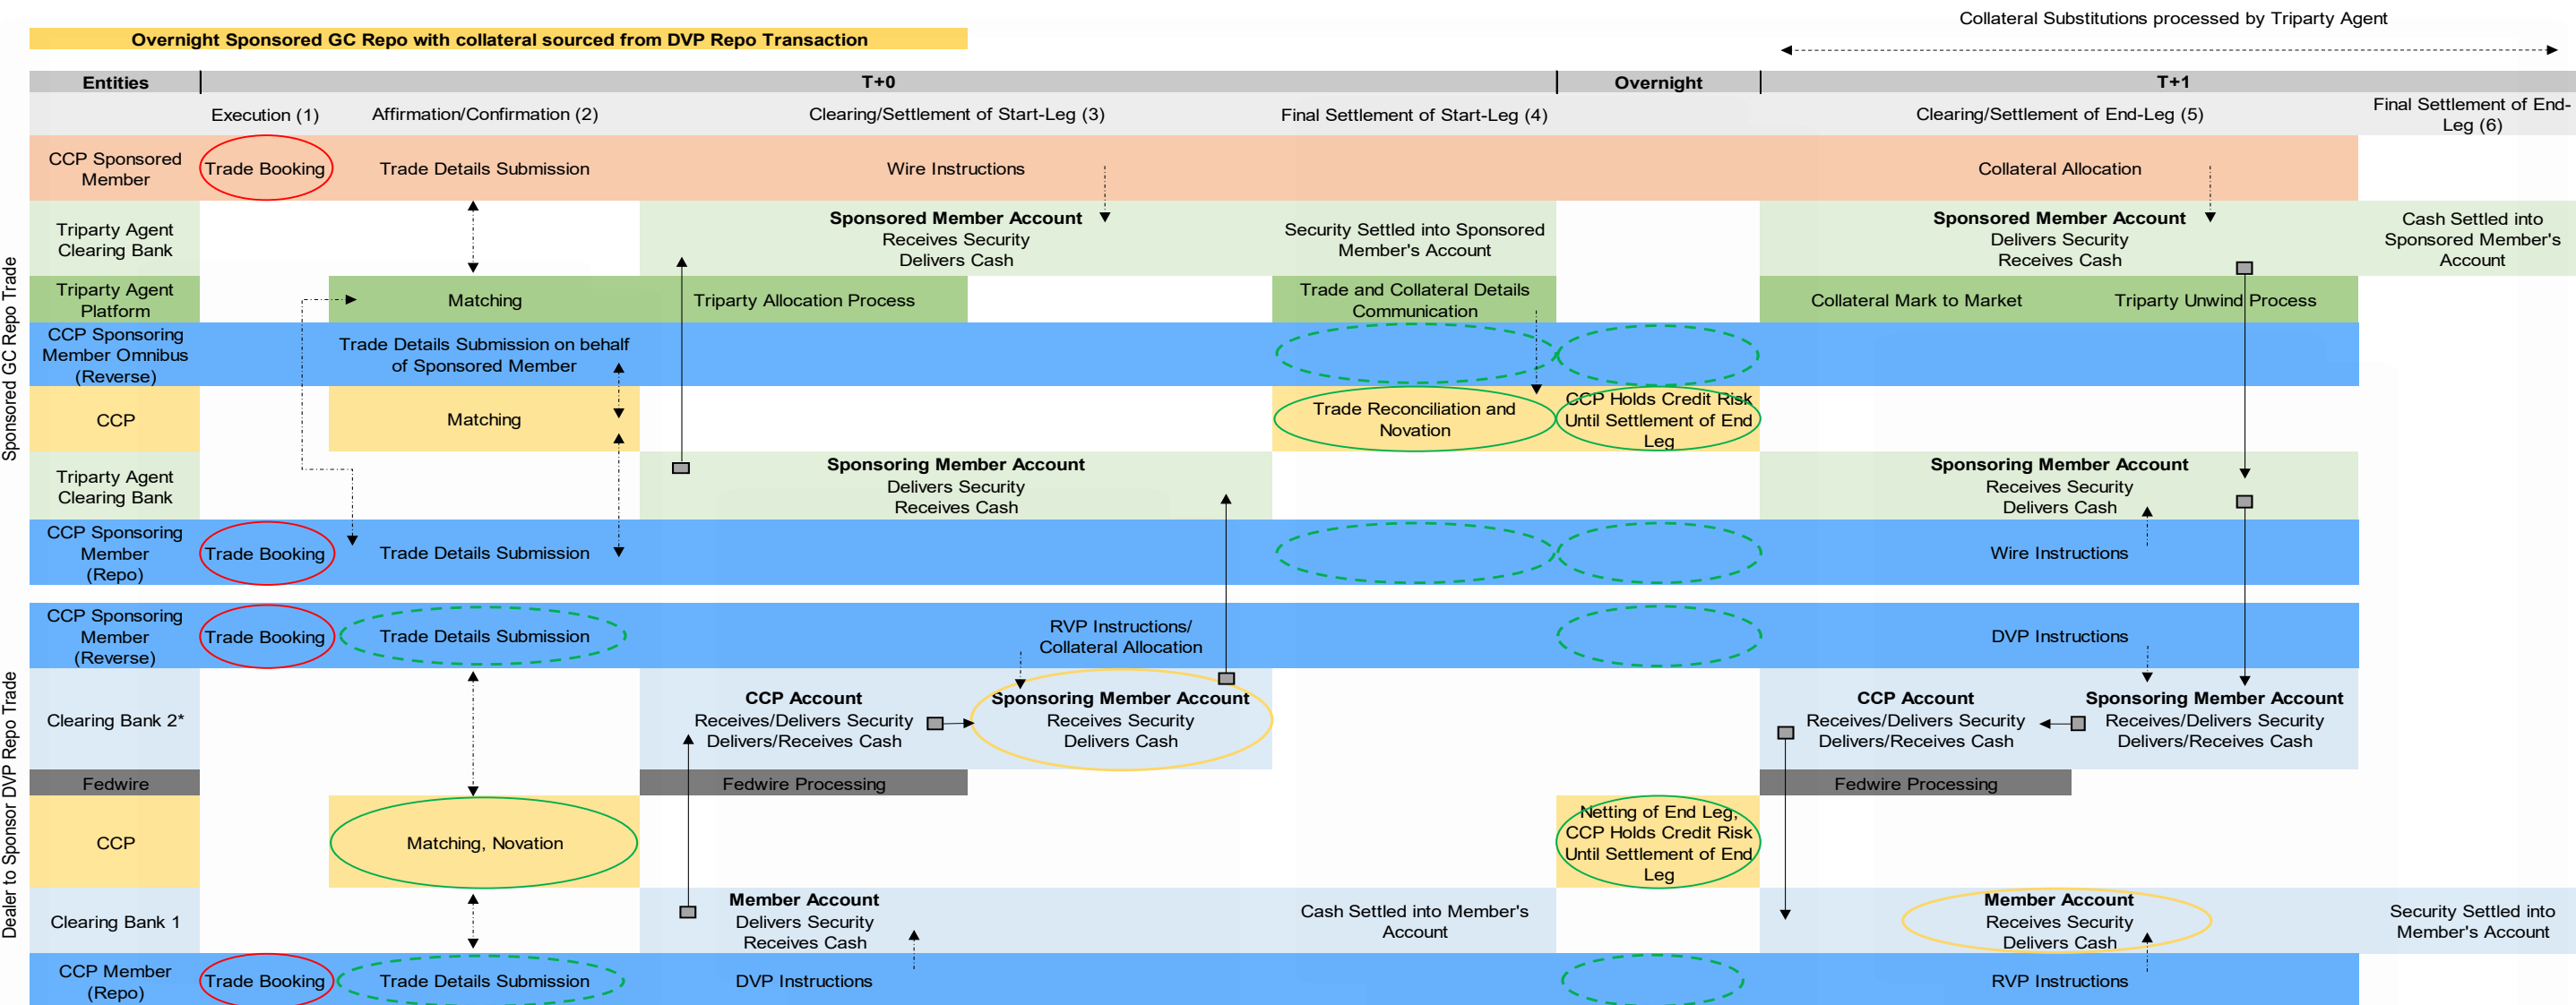 Collateral Substitutions processed by Triparty Agent
Overnight Sponsored GC Repo with collateral sourced from DVP Repo Transaction
Entities
T+0
Overnight
T+1
Execution (1)
Affirmation/Confirmation (2)
Clearing/Settlement of Start-Leg (3)
Final Settlement of Start-Leg (4)
Clearing/Settlement of End-Leg (5)
Final Settlement of End-
Leg (6)
Sponsored GC Repo Trade
CCP Sponsored
Member
Trade Booking
Trade Details Submission
Wire Instructions
Collateral Allocation
Triparty Agent
Clearing Bank
Sponsored Member Account
Receives Security
Delivers Cash
Security Settled into Sponsored
Member's Account
Sponsored Member Account
Delivers Security
Receives Cash
Cash Settled into
Sponsored Member's
Account
Triparty Agent
Platform
Matching
Triparty Allocation Process
Trade and Collateral Details
Communication
Collateral Mark to Market
Triparty Unwind Process
CCP Sponsoring
Member Omnibus
(Reverse)
Trade Details Submission on behalf
of Sponsored Member
CCP
Matching
Trade Reconciliation and
Novation
CCP Holds Credit Risk
Until Settlement of End
Leg
Triparty Agent
Clearing Bank
Sponsoring Member Account
Delivers Security
Receives Cash
Sponsoring Member Account
Receives Security
Delivers Cash
CCP Sponsoring
Member
(Repo)
Trade Booking
Trade Details Submission
Wire Instructions
Dealer to Sponsor DVP Repo Trade
CCP Sponsoring
Member
(Reverse)
Trade Booking
Trade Details Submission
RVP Instructions/
Collateral Allocation
DVP Instructions
Clearing Bank 2*
CCP Account
Receives/Delivers Security
Delivers/Receives Cash
Sponsoring Member Account
Receives Security
Delivers Cash
CCP Account
Receives/Delivers Security
Delivers/Receives Cash
Sponsoring Member Account
Receives/Delivers Security
Delivers/Receives Cash
Fedwire
Fedwire Processing
Fedwire Processing
CCP
Matching, Novation
Netting of End Leg,
CCP Holds Credit Risk
Until Settlement of End
Leg
Clearing Bank 1
Member Account
Delivers Security
Receives Cash
Cash Settled into Member's
Account
Member Account
Receives Security
Delivers Cash
Security Settled into
Member's Account
CCP Member
(Repo)
Trade Booking
Trade Details Submission
DVP Instructions
RVP Instructions